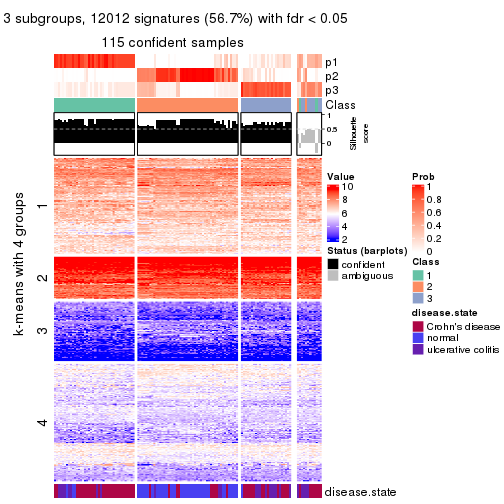 3 subgroups, 12012 signatures (56.7%) with fdr < 0.05
115 confident samples
p1
p2
p3
Class
1
0.5
0
Silhouette
score
k-means with 4 groups
1
2
3
4
disease.state
Value
10
8
6
4
2
Status (barplots)
confident
ambiguous
Prob
1
0.8
0.6
0.4
0.2
0
Class
1
2
3
disease.state
Crohn's disease
normal
ulcerative colitis